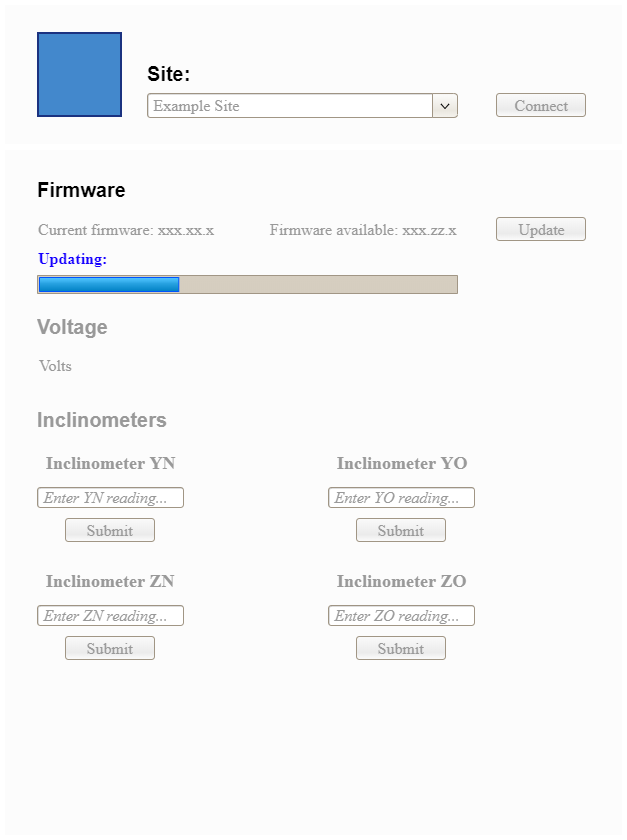 Site:
Example Site
Connect
Firmware
Current firmware: xxx.xx.x
Firmware available: xxx.zz.x
Update
Updating:
Voltage
Volts
Inclinometers
Inclinometer YN
Inclinometer YO
Enter YN reading...
Enter YO reading...
Submit
Submit
Inclinometer ZN
Inclinometer ZO
Enter ZN reading...
Enter ZO reading...
Submit
Submit